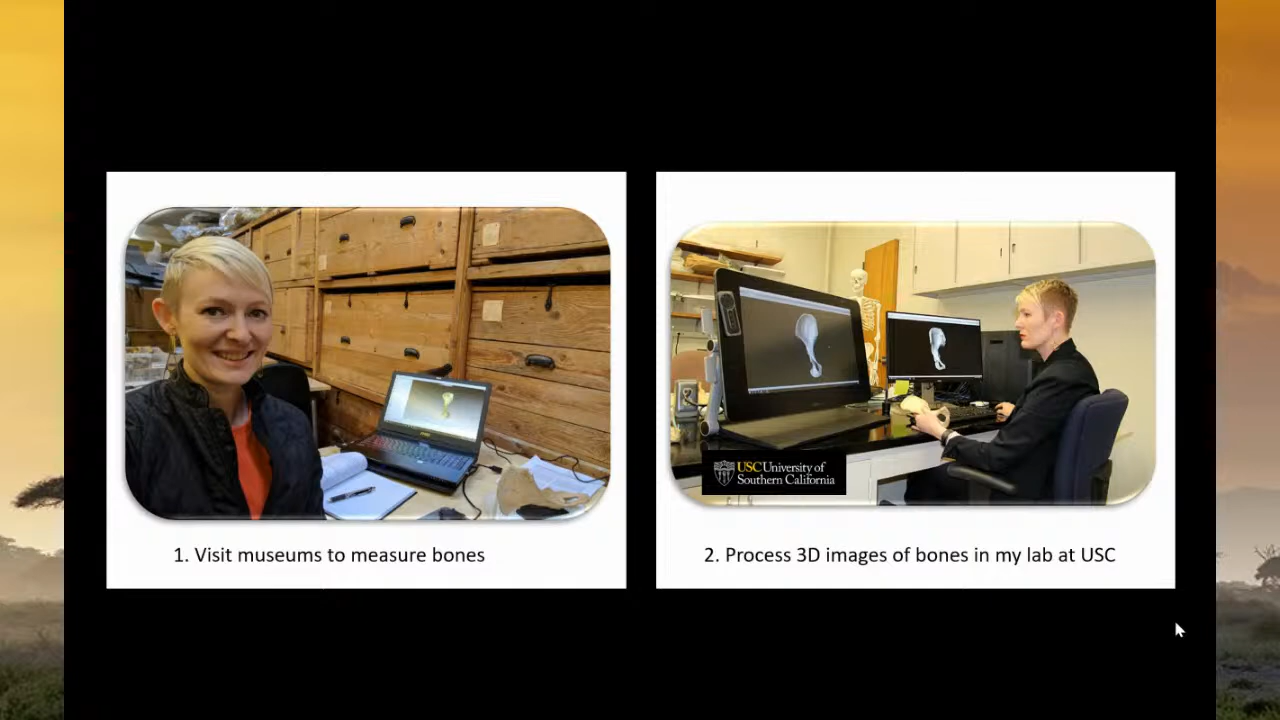 1. Visit museums to measure bones
USC University of
Southern California
2. Process 3D images of bones in my lab at USC